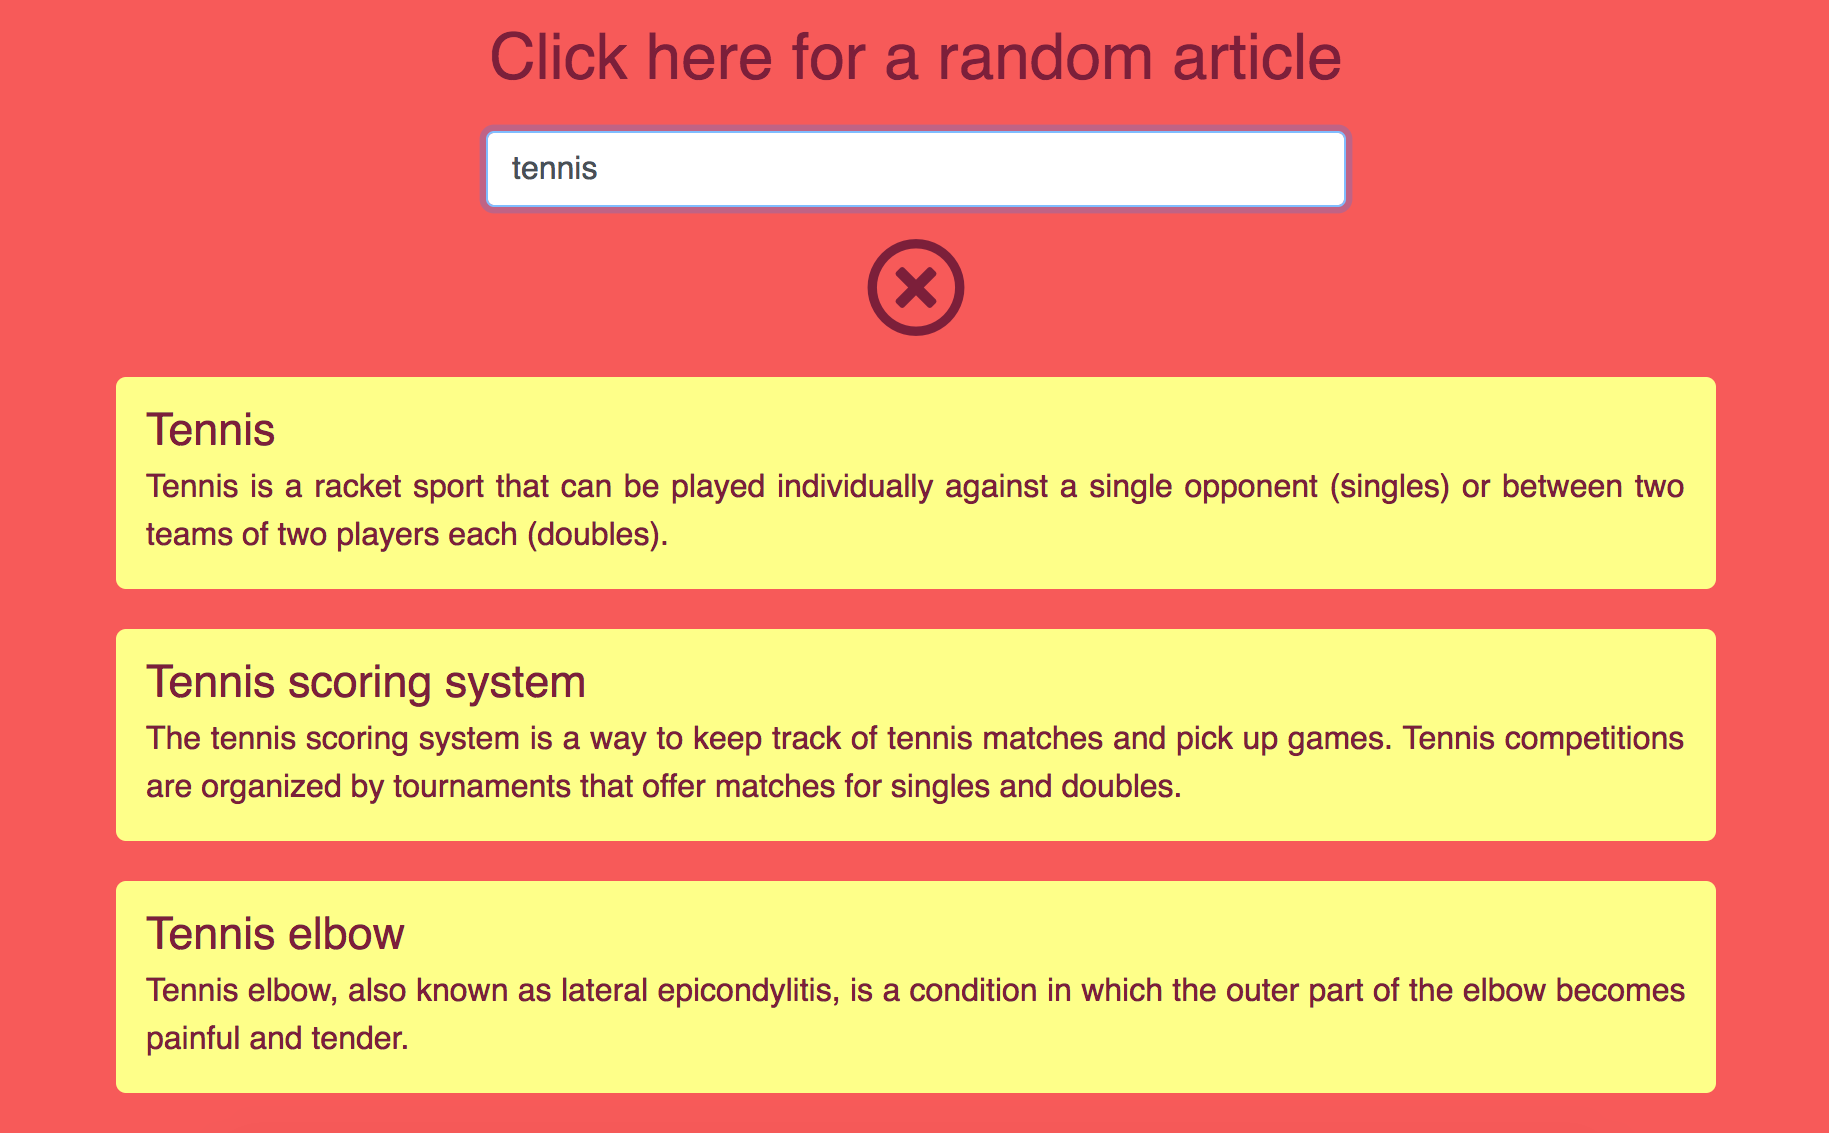 Click here for a random article
tennis
Tennis
Tennis is a racket sport that can be played individually against a single opponent (singles) or between two
teams of two players each (doubles).
Tennis scoring system
The tennis scoring system is a way to keep track of tennis matches and pick up games. Tennis competitions
are organized by tournaments that offer matches for singles and doubles.
Tennis elbow
Tennis elbow, also known as lateral epicondylitis, is a condition in which the outer part of the elbow becomes
painful and tender.